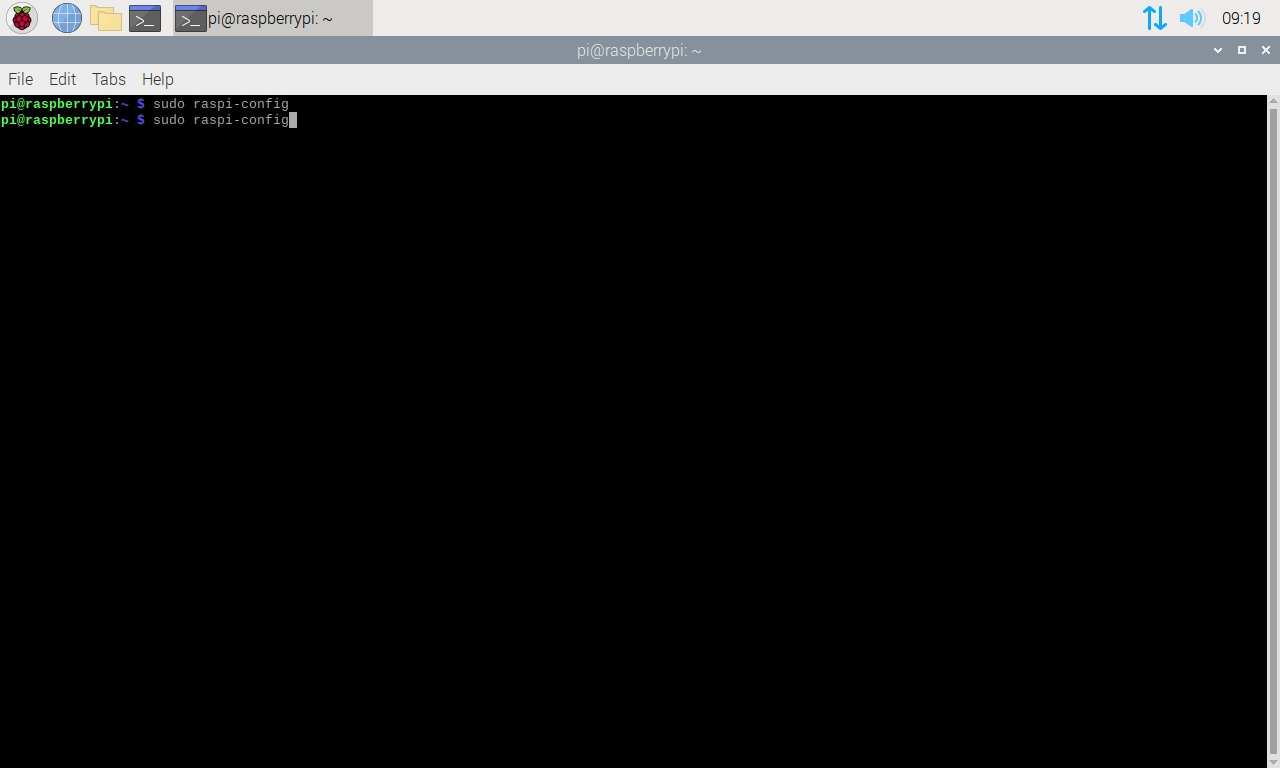 pi@raspberrypi: ~
09:19
pi@raspberrypi: ~
File Edit Tabs Help
pi@raspberrypi:~ $ sudo raspi-config
pi@raspberrypi:~ $ sudo raspi-config